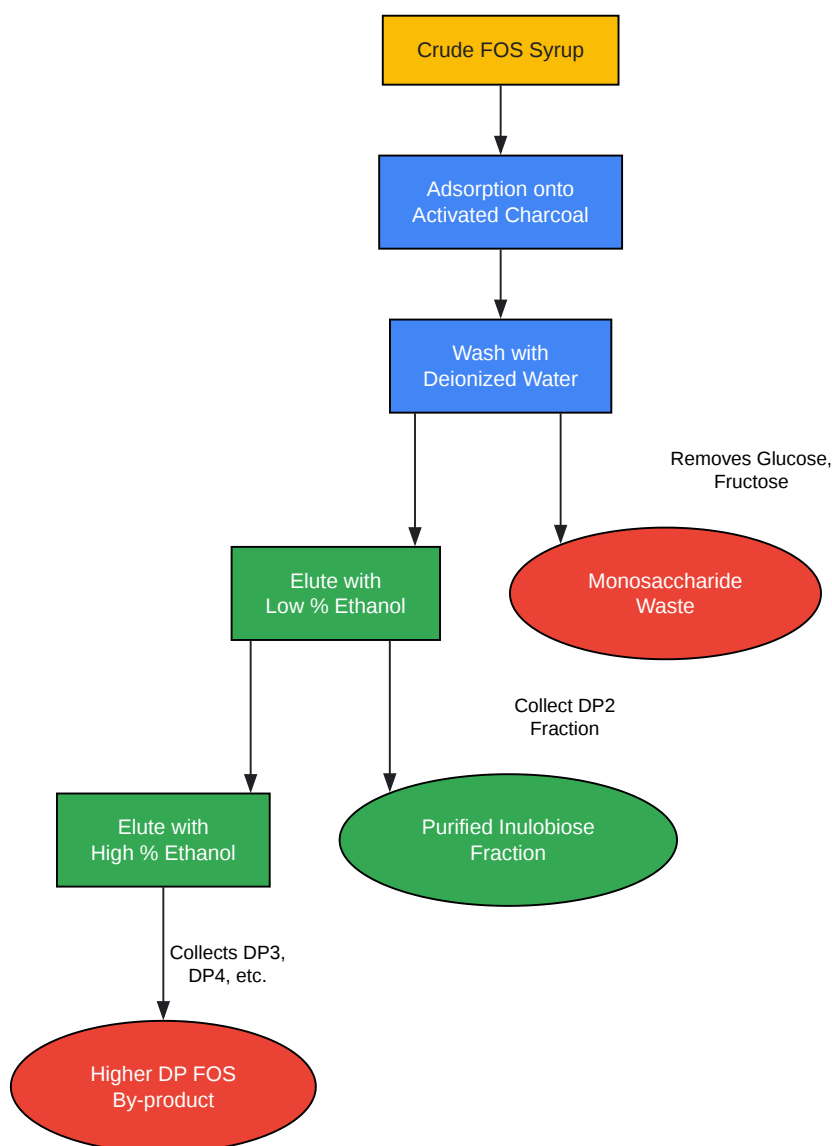 Crude FOS Syrup
Adsorption onto
Activated Charcoal
Wash with
Deionized Water
Removes Glucose,
Fructose
Elute with
Low % Ethanol
Monosaccharide
Waste
Collect DP2
Fraction
Elute with
High % Ethanol
Purified Inulobiose
Fraction
Collects DP3,
DP4, etc.
Higher DP FOS
By-product